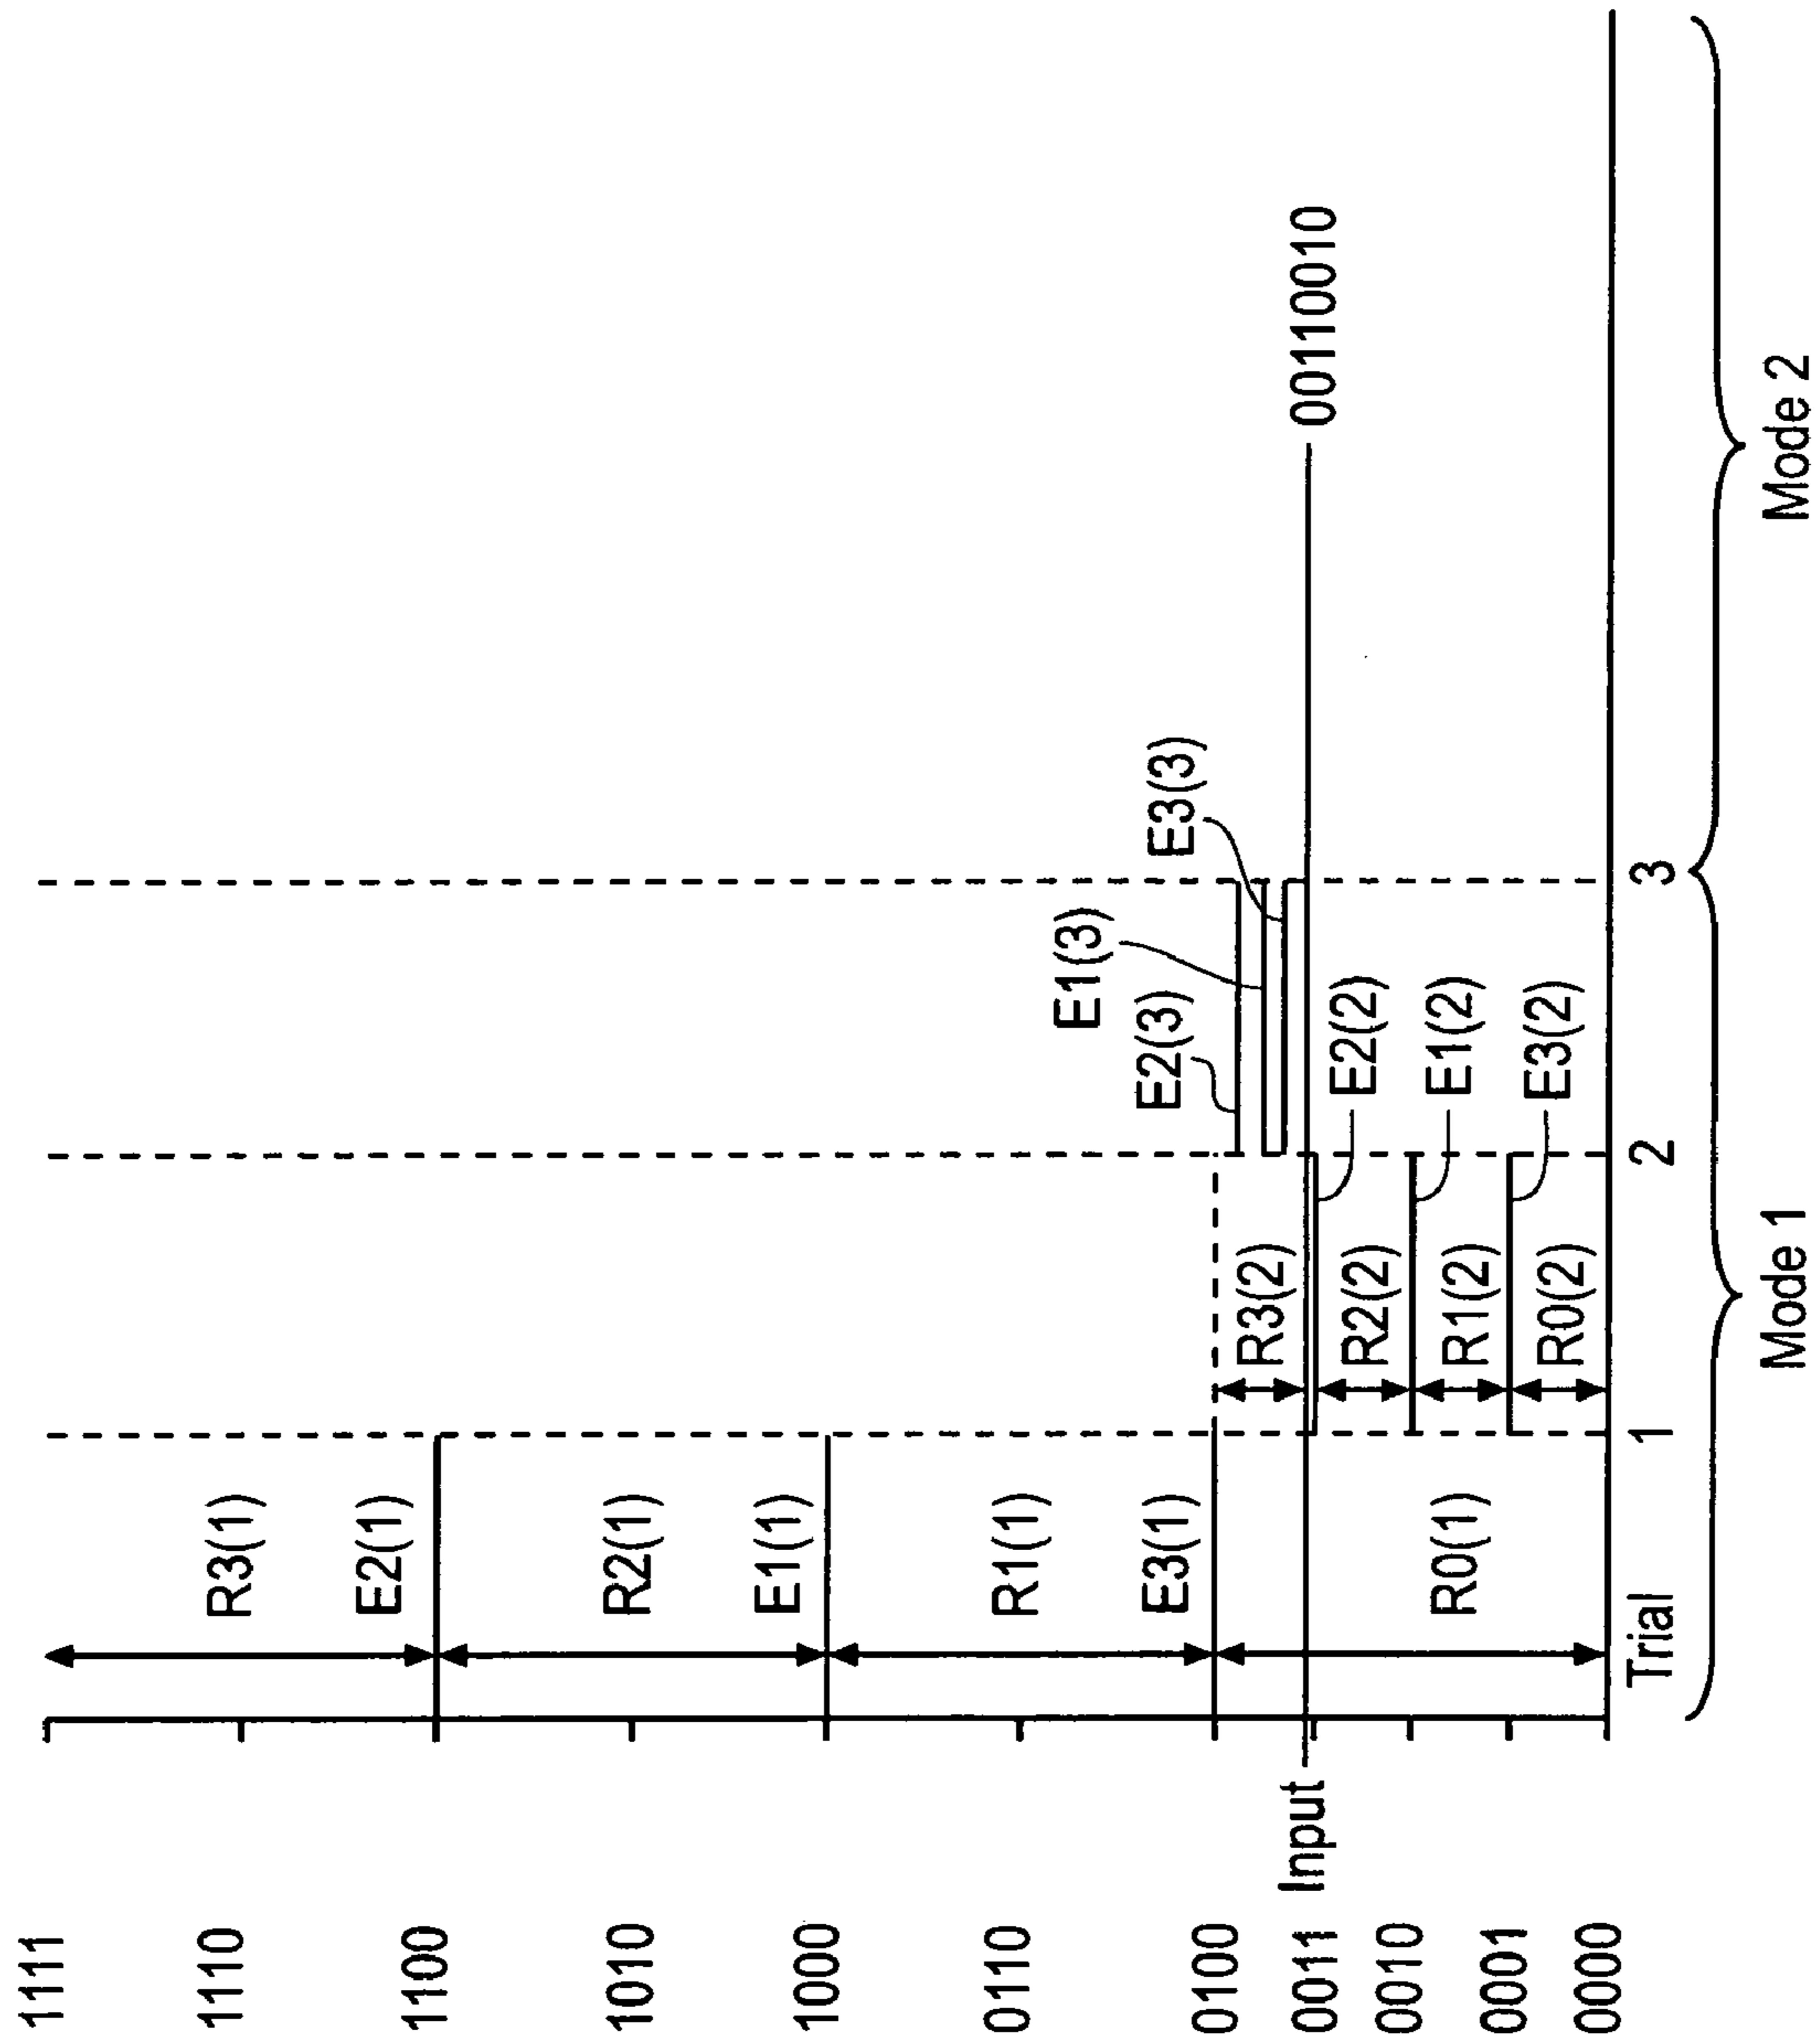 1111
1110
1100
1010
1000
0110
0100
0011
0010
0001
0000
Input
R3(1)
E2(1)
R2(1)
E1(1)
R1(1)
E3(1)
R0(1)
R3(2)
R2(2)
R1(2)
R0(2)
E1(3)
E2(3)
E3(3)
E2(2)
E1(2)
E3(2)
00110010
Trial
1
2
3
Mode 1
Mode 2